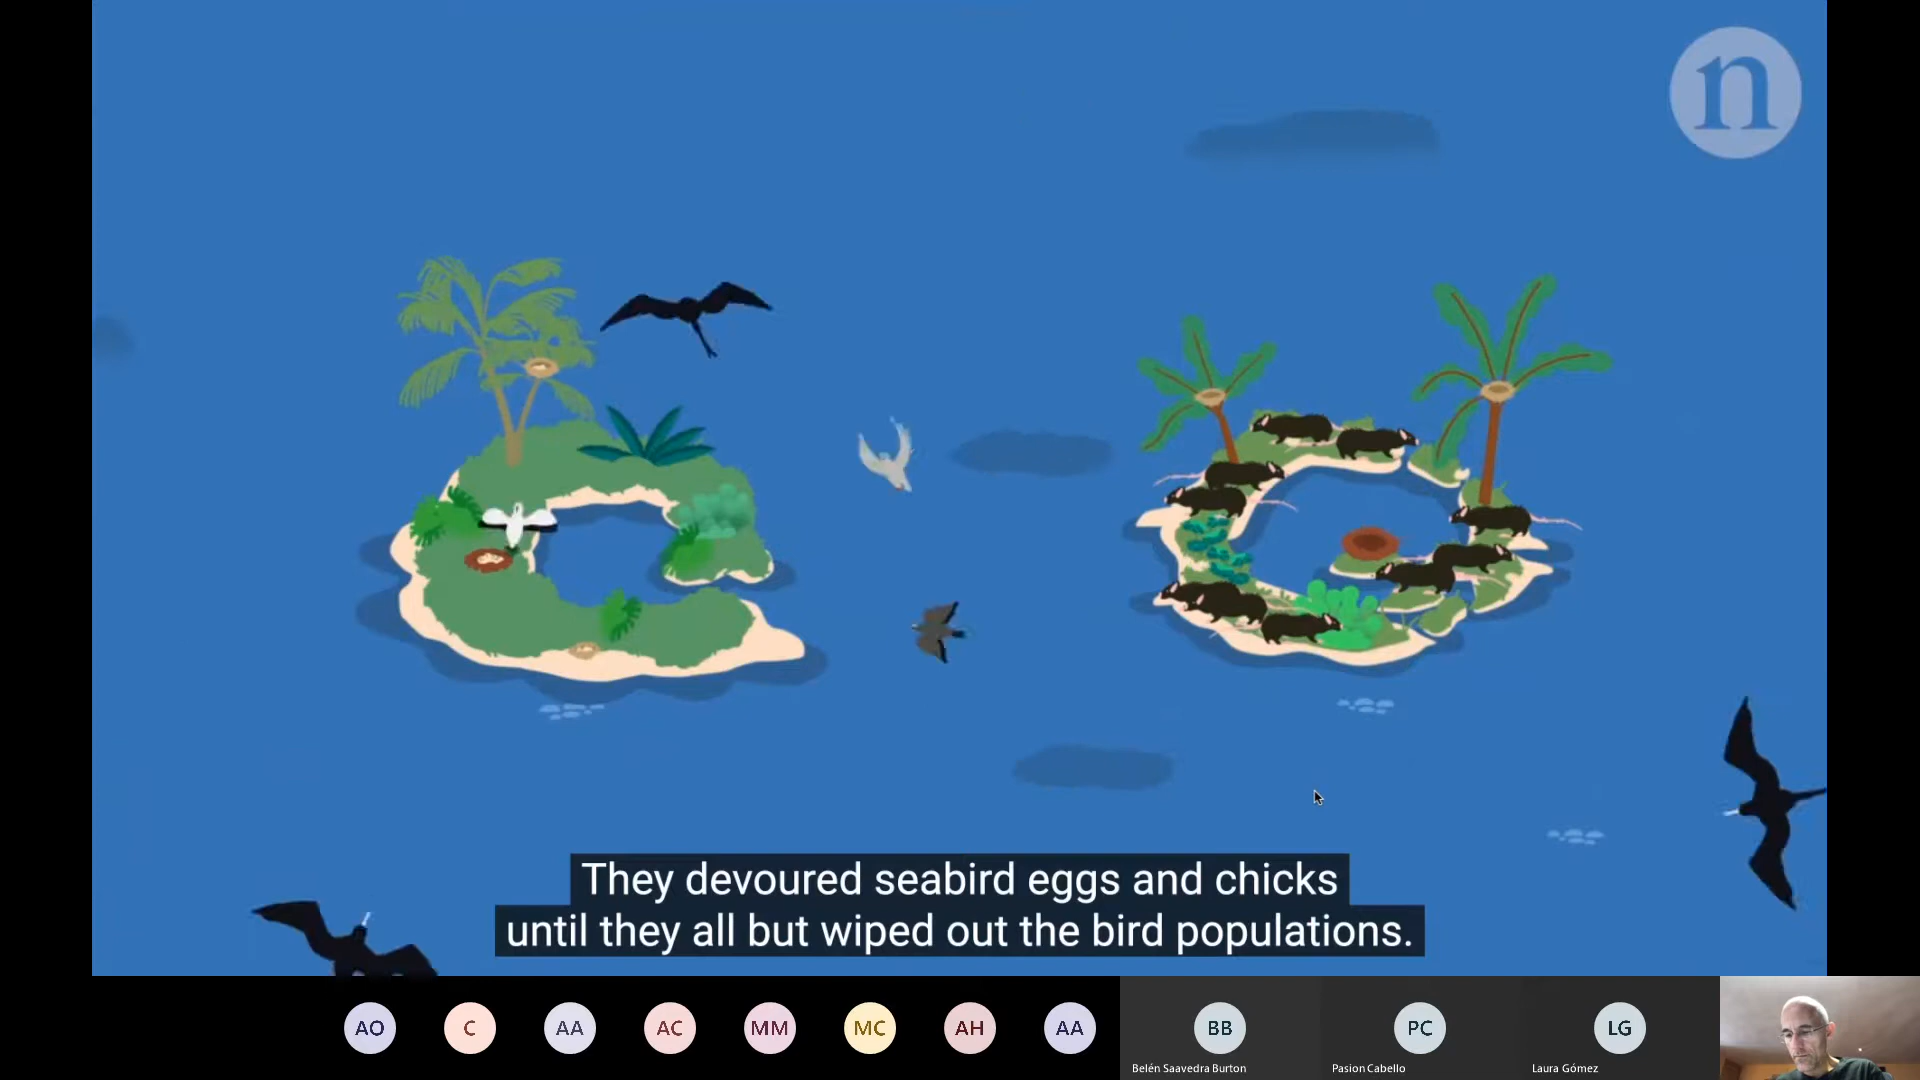 n
They devoured seabird eggs and chicks
until they all but wiped out the bird populations.
AO
C
AA
AC
MM
MC
AH
AA
BB
PC
LG
Belén Saavedra Burton
Pasion Cabello
Laura Gómez